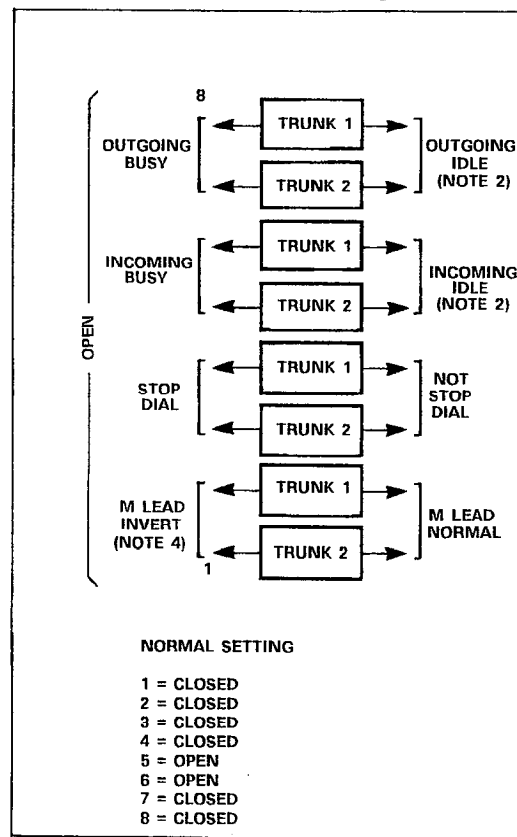 8
TRUNK 1
OUTGOING
BUSY
OUTGOING
IDLE
(NOTE 2)
TRUNK 2
TRUNK 1
INCOMING
BUSY
INCOMING
IDLE
(NOTE 2)
TRUNK 2
OPEN
TRUNK 1
STOP
DIAL
NOT
STOP
DIAL
TRUNK 2
TRUNK 1
M LEAD
INVERT
(NOTE 4)
M LEAD
NORMAL
TRUNK 2
1
NORMAL SETTING
1 = CLOSED
2 = CLOSED
3 = CLOSED
4 = CLOSED
5 = OPEN
6 = OPEN
7 = CLOSED
8 = CLOSED